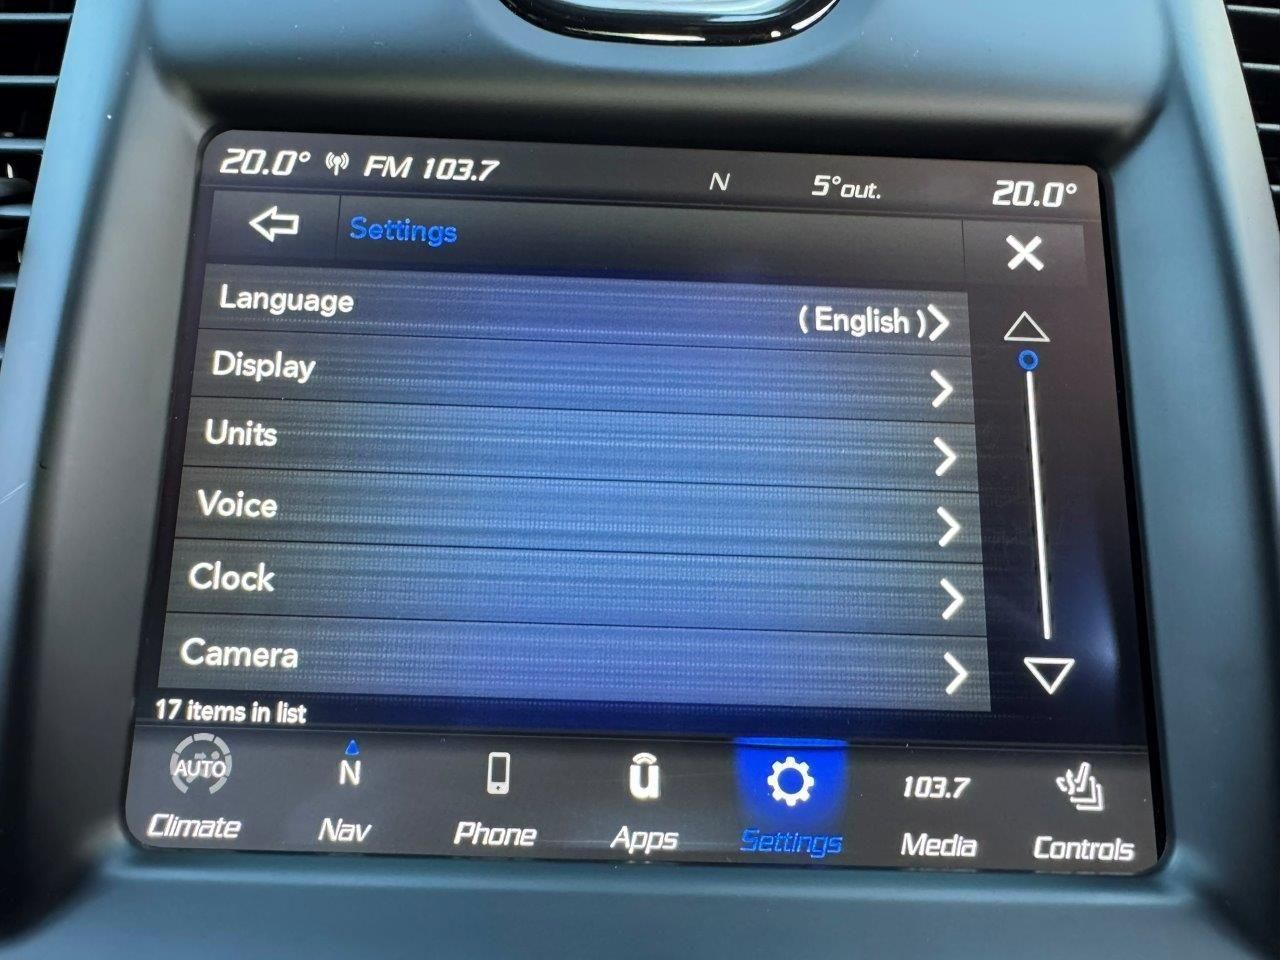 20.0° FM 103.7 N 5°out. 20.0°
Settings
Language (English)
Display
Units
Voice
Clock
Camera
17 items in list
AUTO N ú 103.7
Climate Nav Phone Apps Settings Media Controls